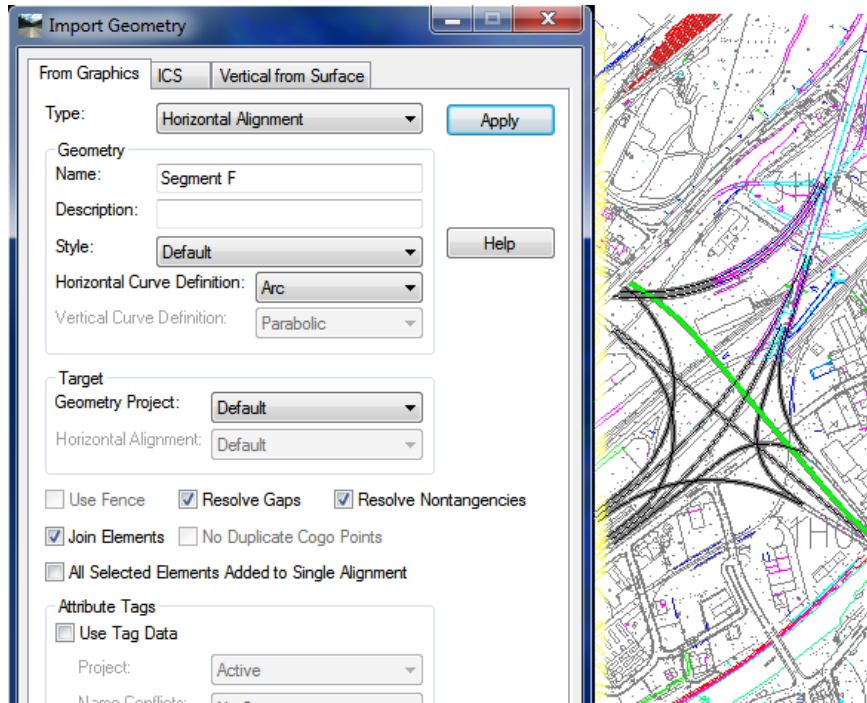 Import Geometry
From Graphics ICS Vertical from Surface
Type: Horizontal Alignment Apply
Geometry
Name: Segment F
Description:
Style: Default Help
Horizontal Curve Definition: Arc
Vertical Curve Definition: Parabolic
Target
Geometry Project: Default
Horizontal Alignment: Default
Use Fence Resolve Gaps Resolve Nontangencies
Join Elements No Duplicate Cogo Points
All Selected Elements Added to Single Alignment
Attribute Tags
Use Tag Data
Project: Active